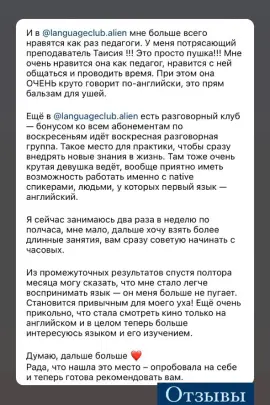 И в @languageclub.alien мне больше всего
нравятся как раз педагоги. У меня потрясающий
преподаватель Таисия !!! Это просто пушка!!! Мне
очень нравится она как педагог, нравится с ней
общаться и проводить время. При этом она
ОЧЕНЬ круто говорит по-английски, это прям
бальзам для ушей.
Ещё в @languageclub.alien есть разговорный клуб
– бонусом ко всем абонементам по
воскресеньям идёт воскресная разговорная
группа. Такое место для практики, чтобы сразу
внедрять новые знания в жизнь. Там тоже очень
крутая девушка ведёт, вообще приятно иметь
возможность работать именно с native
спикерами, людьми, у которых первый язык –
английский.
Я сейчас занимаюсь два раза в неделю по
полчаса, мне мало, дальше хочу взять более
длинные занятия, вам сразу советую начинать с
часовых.
Из промежуточных результатов спустя полтора
месяца могу сказать, что мне стало легче
воспринимать язык – он меня больше не пугает.
Становится привычным для моего уха! Ещё очень
прикольно, что стала смотреть кино только на
английском и в целом теперь больше
интересуюсь языком и его изучением.
Думаю, дальше больше ❤️
Рада, что нашла это место – опробовала на себе
и теперь готова рекомендовать вам.
Отзывы